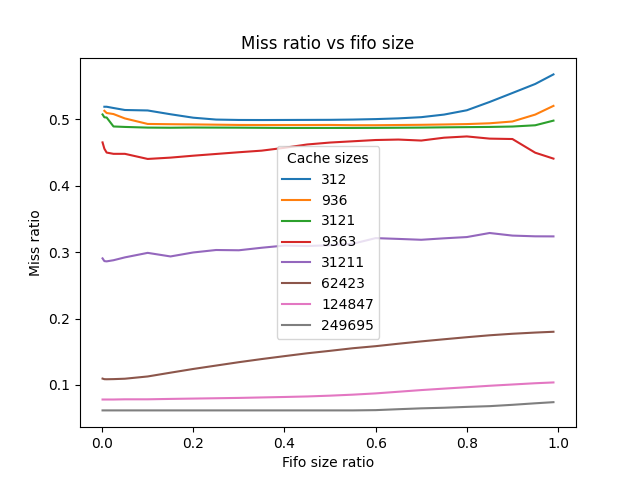 Miss ratio vs fifo size
Miss ratio
0.5
0.4
0.3
0.2
0.1
Cache sizes
312
936
3121
9363
31211
62423
124847
249695
0.0 0.2 0.4 0.6 0.8 1.0
Fifo size ratio